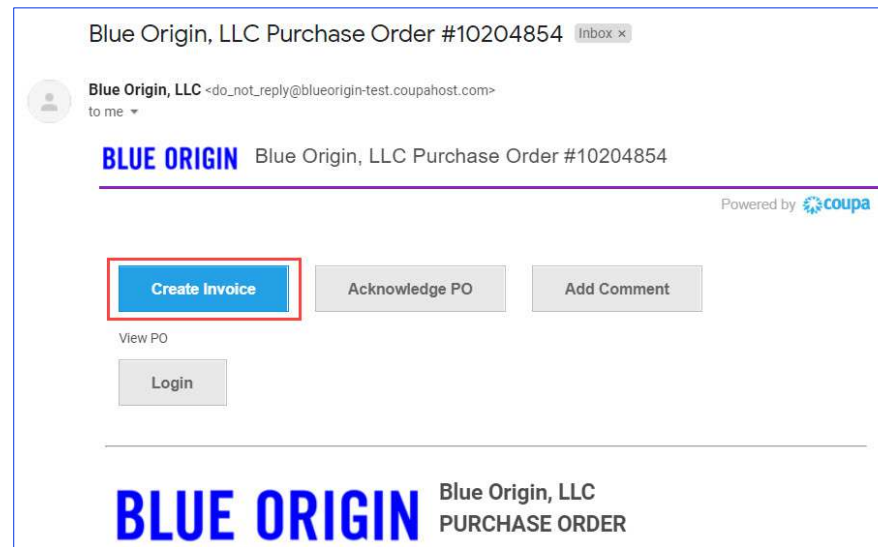 Blue Origin, LLC Purchase Order #10204854 Inbox ×
Blue Origin, LLC <do_not_reply@blueorigin-test.coupahost.com>
to me
BLUE ORIGIN Blue Origin, LLC Purchase Order #10204854
Powered by coupa
Create Invoice Acknowledge PO Add Comment
View PO
Login
BLUE ORIGIN Blue Origin, LLC
PURCHASE ORDER